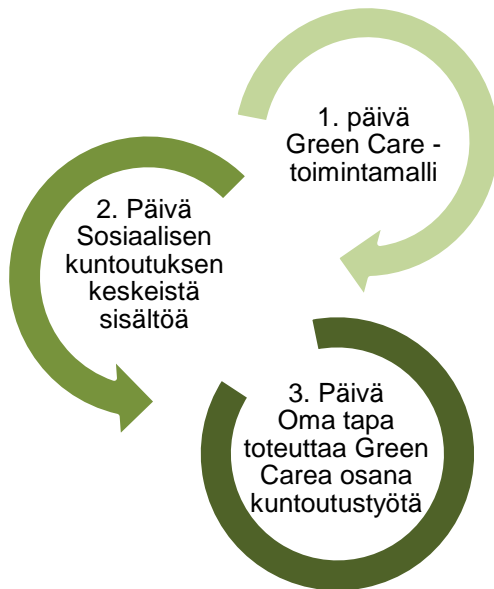 1. päivä
Green Care -
toimintamalli
2. Päivä
Sosiaalisen
kuntoutuksen
keskeistä
sisältöä
3. Päivä
Oma tapa
toteuttaa Green
Carea osana
kuntoutustyötä